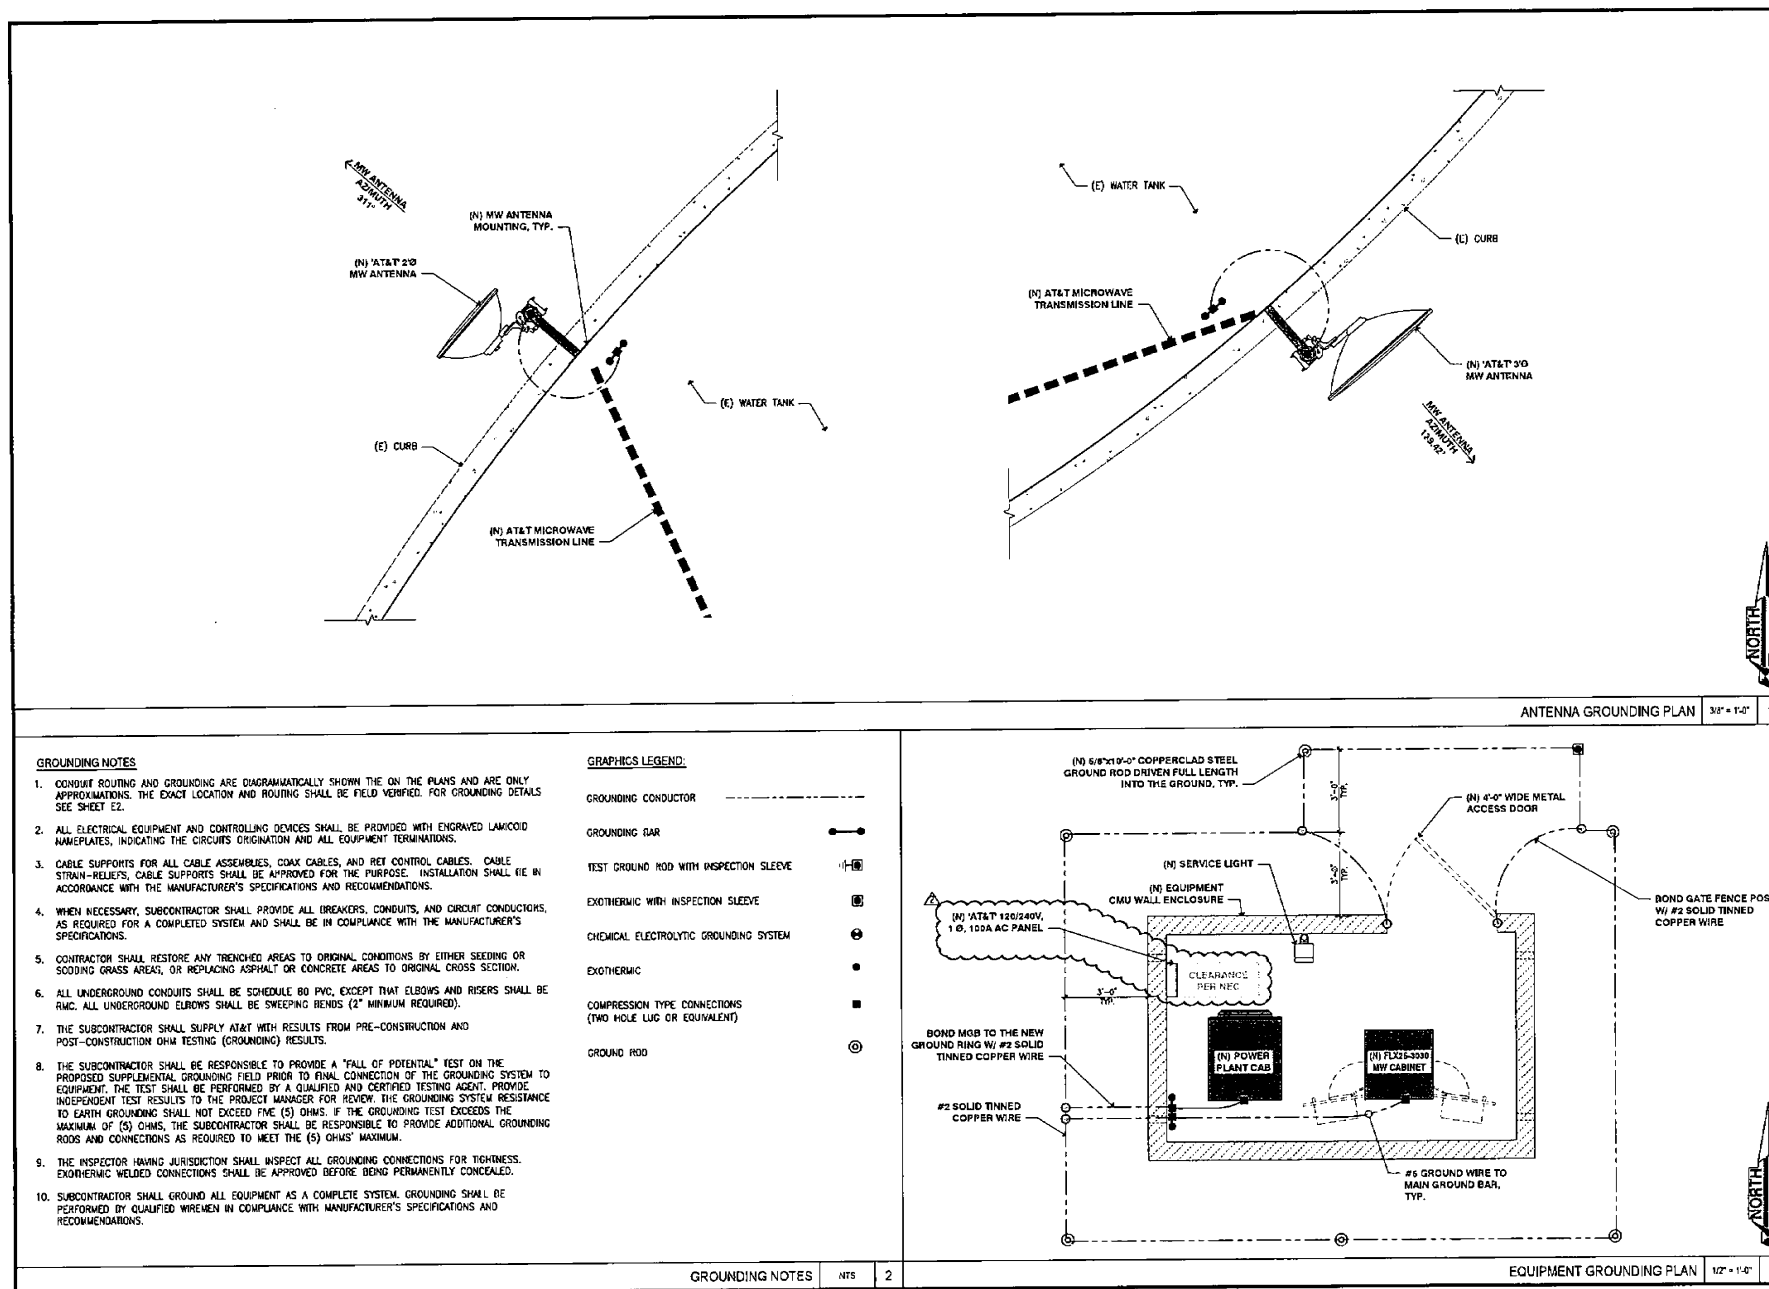 MW ANTENNA
AZIMUTH
311°
(N) MW ANTENNA
MOUNTING, TYP.
(N) 'AT&T' 2'Ø
MW ANTENNA
(E) WATER TANK
(E) CURB
(N) AT&T MICROWAVE
TRANSMISSION LINE
(E) WATER TANK
(E) CURB
(N) AT&T MICROWAVE
TRANSMISSION LINE
(N) 'AT&T' 3'Ø
MW ANTENNA
MW ANTENNA
AZIMUTH
139.42°
NORTH
ANTENNA GROUNDING PLAN
3/8" = 1'-0"
GROUNDING NOTES
1. CONDUIT ROUTING AND GROUNDING ARE DIAGRAMMATICALLY SHOWN THE ON THE PLANS AND ARE ONLY
APPROXIMATIONS. THE EXACT LOCATION AND ROUTING SHALL BE FIELD VERIFIED. FOR GROUNDING DETAILS
SEE SHEET E2.
2. ALL ELECTRICAL EQUIPMENT AND CONTROLLING DEVICES SHALL BE PROVIDED WITH ENGRAVED LAMICOID
NAMEPLATES, INDICATING THE CIRCUITS ORIGINATION AND ALL EQUIPMENT TERMINATIONS.
3. CABLE SUPPORTS FOR ALL CABLE ASSEMBLIES, COAX CABLES, AND RET CONTROL CABLES. CABLE
STRAIN-RELIEFS, CABLE SUPPORTS SHALL BE APPROVED FOR THE PURPOSE. INSTALLATION SHALL BE IN
ACCORDANCE WITH THE MANUFACTURER'S SPECIFICATIONS AND RECOMMENDATIONS.
4. WHEN NECESSARY, SUBCONTRACTOR SHALL PROVIDE ALL BREAKERS, CONDUITS, AND CIRCUIT CONDUCTORS,
AS REQUIRED FOR A COMPLETED SYSTEM AND SHALL BE IN COMPLIANCE WITH THE MANUFACTURER'S
SPECIFICATIONS.
5. CONTRACTOR SHALL RESTORE ANY TRENCHED AREAS TO ORIGINAL CONDITIONS BY EITHER SEEDING OR
SODDING GRASS AREAS, OR REPLACING ASPHALT OR CONCRETE AREAS TO ORIGINAL CROSS SECTION.
6. ALL UNDERGROUND CONDUITS SHALL BE SCHEDULE 80 PVC, EXCEPT THAT ELBOWS AND RISERS SHALL BE
RMC. ALL UNDERGROUND ELBOWS SHALL BE SWEEPING BENDS (2" MINIMUM REQUIRED).
7. THE SUBCONTRACTOR SHALL SUPPLY AT&T WITH RESULTS FROM PRE-CONSTRUCTION AND
POST-CONSTRUCTION OHM TESTING (GROUNDING) RESULTS.
8. THE SUBCONTRACTOR SHALL BE RESPONSIBLE TO PROVIDE A "FALL OF POTENTIAL" TEST ON THE
PROPOSED SUPPLEMENTAL GROUNDING FIELD PRIOR TO FINAL CONNECTION OF THE GROUNDING SYSTEM TO
EQUIPMENT. THE TEST SHALL BE PERFORMED BY A QUALIFIED AND CERTIFIED TESTING AGENT. PROVIDE
INDEPENDENT TEST RESULTS TO THE PROJECT MANAGER FOR REVIEW. THE GROUNDING SYSTEM RESISTANCE
TO EARTH GROUNDING SHALL NOT EXCEED FIVE (5) OHMS. IF THE GROUNDING TEST EXCEEDS THE
MAXIMUM OF (5) OHMS, THE SUBCONTRACTOR SHALL BE RESPONSIBLE TO PROVIDE ADDITIONAL GROUNDING
RODS AND CONNECTIONS AS REQUIRED TO MEET THE (5) OHMS' MAXIMUM.
9. THE INSPECTOR HAVING JURISDICTION SHALL INSPECT ALL GROUNDING CONNECTIONS FOR TIGHTNESS.
EXOTHERMIC WELDED CONNECTIONS SHALL BE APPROVED BEFORE BEING PERMANENTLY CONCEALED.
10. SUBCONTRACTOR SHALL GROUND ALL EQUIPMENT AS A COMPLETE SYSTEM. GROUNDING SHALL BE
PERFORMED BY QUALIFIED WIREMEN IN COMPLIANCE WITH MANUFACTURER'S SPECIFICATIONS AND
RECOMMENDATIONS.
GRAPHICS LEGEND:
GROUNDING CONDUCTOR
GROUNDING BAR
TEST GROUND ROD WITH INSPECTION SLEEVE
EXOTHERMIC WITH INSPECTION SLEEVE
CHEMICAL ELECTROLYTIC GROUNDING SYSTEM
EXOTHERMIC
COMPRESSION TYPE CONNECTIONS
(TWO HOLE LUG OR EQUIVALENT)
GROUND ROD
GROUNDING NOTES
NTS
2
(N) 5/8"x10'-0" COPPERCLAD STEEL
GROUND ROD DRIVEN FULL LENGTH
INTO THE GROUND, TYP.
3'-0"
TYP.
(N) 4'-0" WIDE METAL
ACCESS DOOR
(N) SERVICE LIGHT
3'-0"
TYP.
(N) EQUIPMENT
CMU WALL ENCLOSURE
BOND GATE FENCE POS
W/ #2 SOLID TINNED
COPPER WIRE
2
(N) 'AT&T' 120/240V,
1 Ø, 100A AC PANEL
CLEARANCE
PER NEC
3'-0"
TYP.
BOND MGB TO THE NEW
GROUND RING W/ #2 SOLID
TINNED COPPER WIRE
(N) POWER
PLANT CAB
(N) FLX25-3030
MW CABINET
#2 SOLID TINNED
COPPER WIRE
#6 GROUND WIRE TO
MAIN GROUND BAR,
TYP.
NORTH
EQUIPMENT GROUNDING PLAN
1/2" = 1'-0"